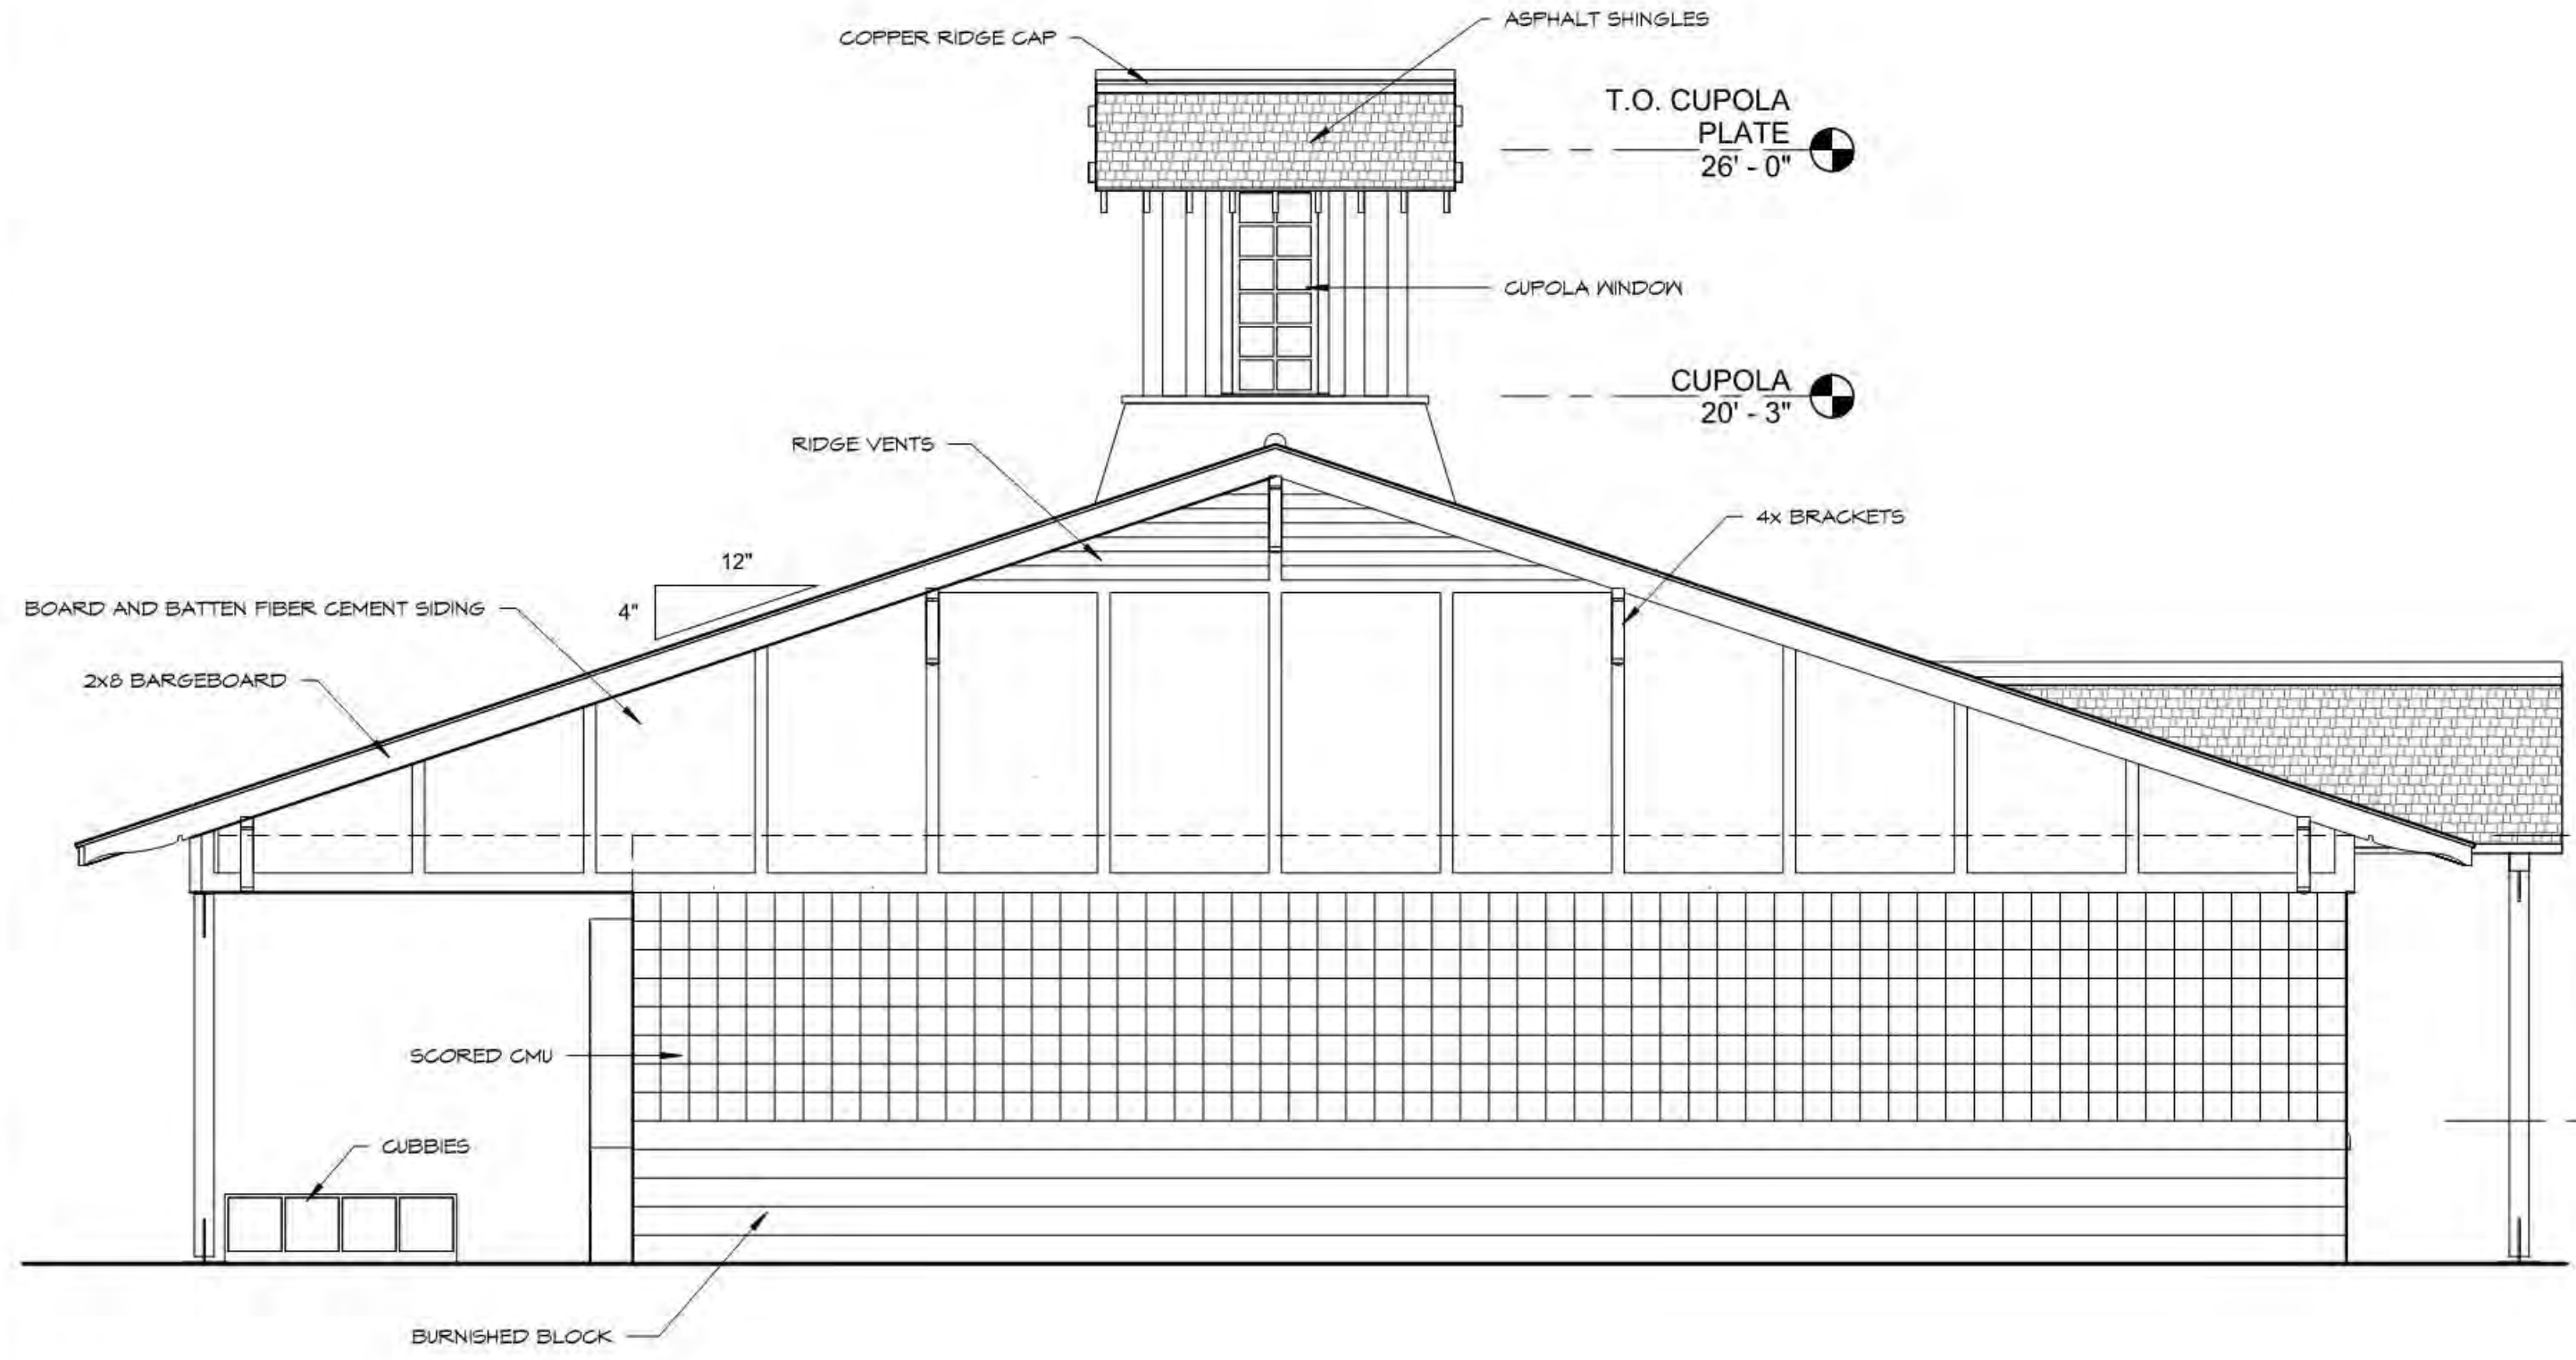 ASPHALT SHINGLES
COPPER RIDGE CAP
T.O. CUPOLA
PLATE
26' - 0"
CUPOLA WINDOW
CUPOLA
20' - 3"
RIDGE VENTS
4x BRACKETS
12"
4"
BOARD AND BATTEN FIBER CEMENT SIDING
2x8 BARGEBOARD
SCORED CMU
CUBBIES
BURNISHED BLOCK